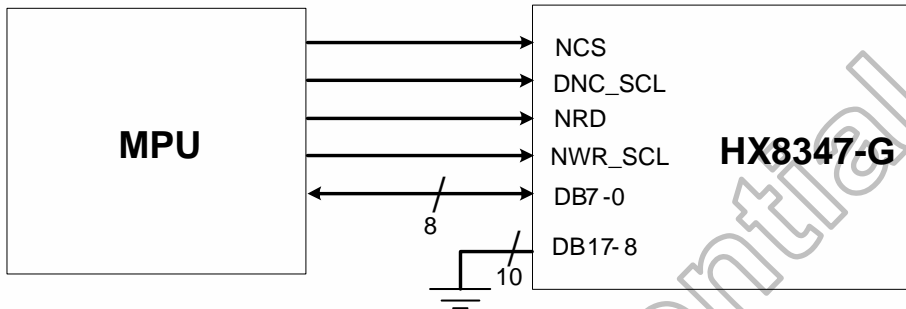 MPU
NCS
DNC_SCL
NRD
NWR_SCL
HX8347-G
DB7-0
8
DB17-8
10